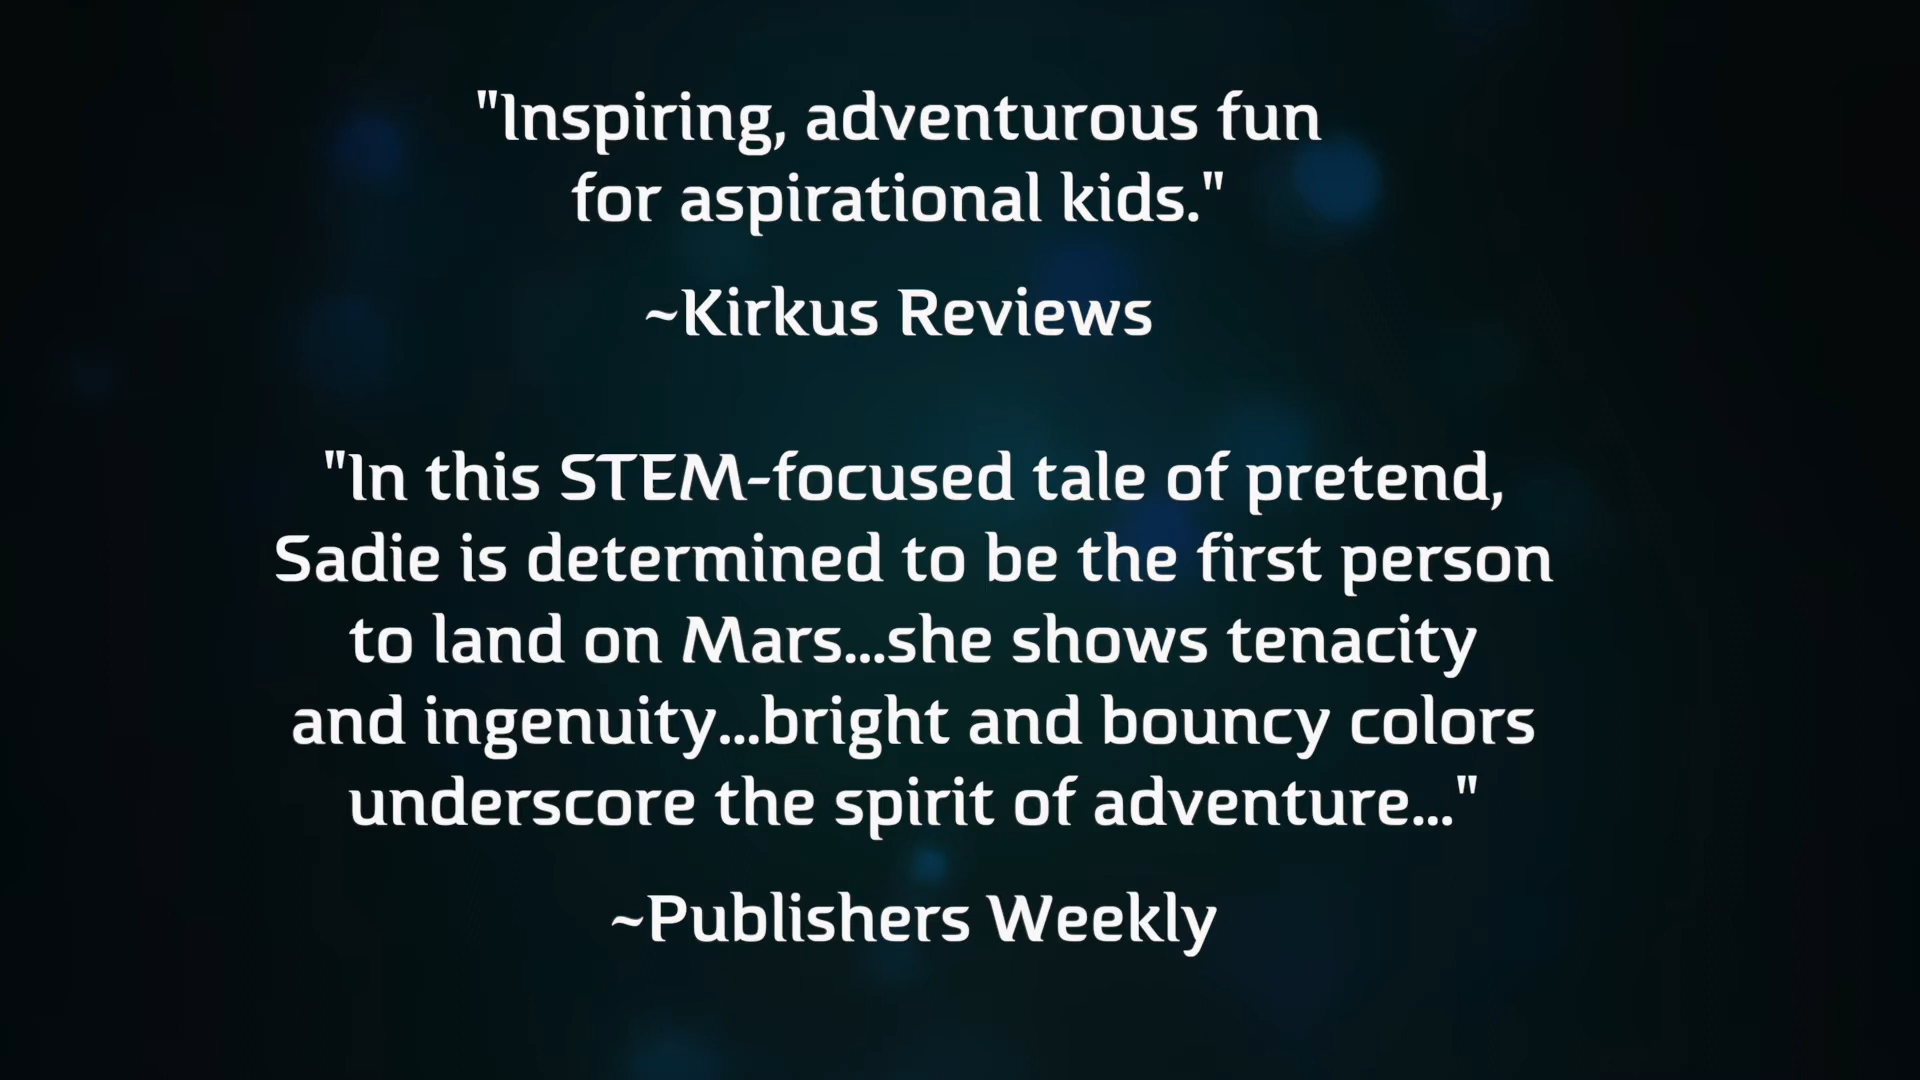 "Inspiring, adventurous fun
for aspirational kids."
~Kirkus Reviews
"In this STEM-focused tale of pretend,
Sadie is determined to be the first person
to land on Mars...she shows tenacity
and ingenuity...bright and bouncy colors
underscore the spirit of adventure..."
~Publishers Weekly